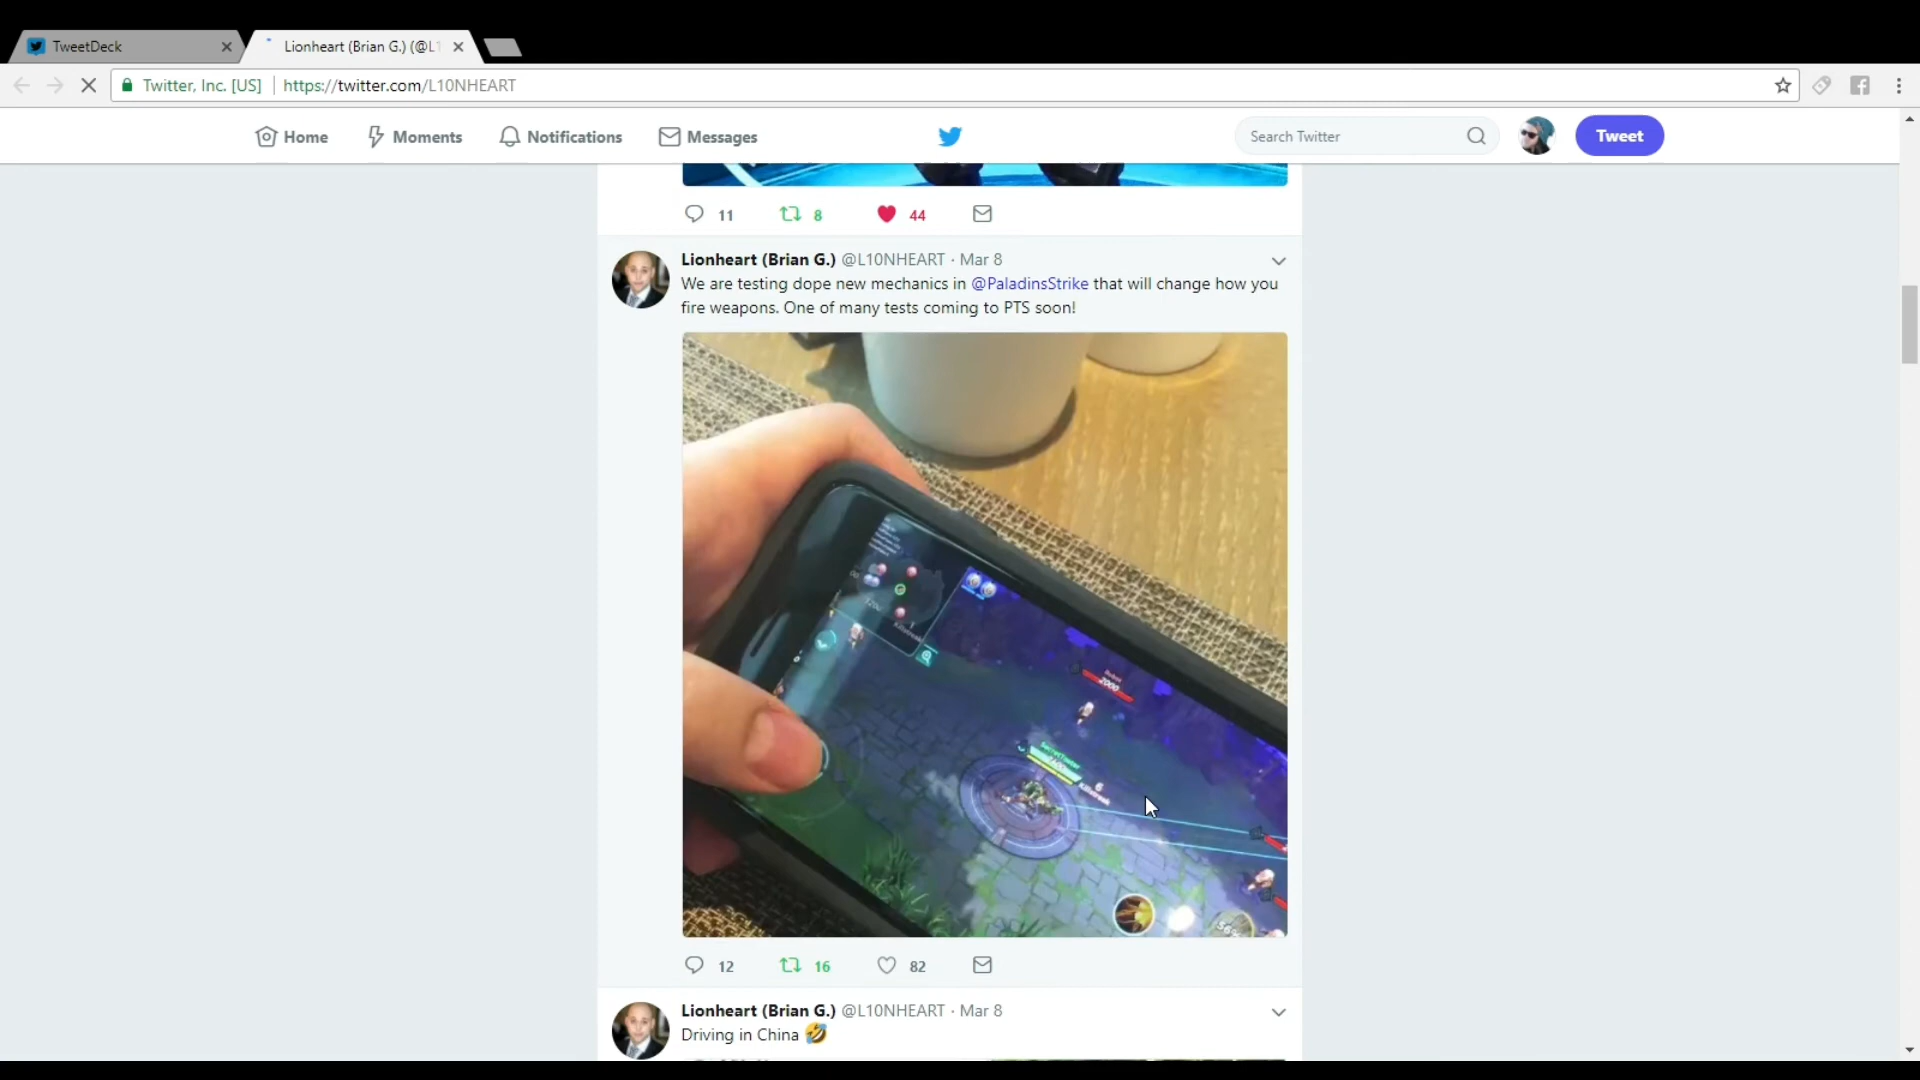 TweetDeck
Lionheart (Brian G.) (@L1
Twitter, Inc. [US] https://twitter.com/L10NHEART
Home Moments Notifications Messages Search Twitter Tweet
11 8 44
Lionheart (Brian G.) @L10NHEART · Mar 8
We are testing dope new mechanics in @PaladinsStrike that will change how you
fire weapons. One of many tests coming to PTS soon!
2000
6
12 16 82
Lionheart (Brian G.) @L10NHEART · Mar 8
Driving in China 🤣